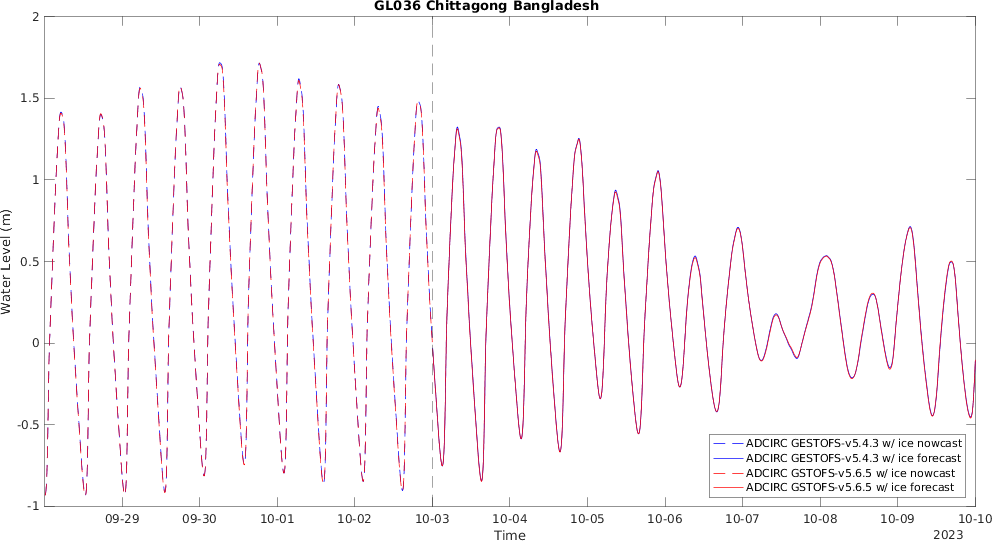 GL036 Chittagong Bangladesh
2
1.5
1
0.5
0
-0.5
-1
Water Level (m)
ADCIRC GESTOFS-v5.4.3 w/ ice nowcast
ADCIRC GESTOFS-v5.4.3 w/ ice forecast
ADCIRC GSTOFS-v5.6.5 w/ ice nowcast
ADCIRC GSTOFS-v5.6.5 w/ ice forecast
09-29 09-30 10-01 10-02 10-03 10-04 10-05 10-06 10-07 10-08 10-09 10-10
Time
2023